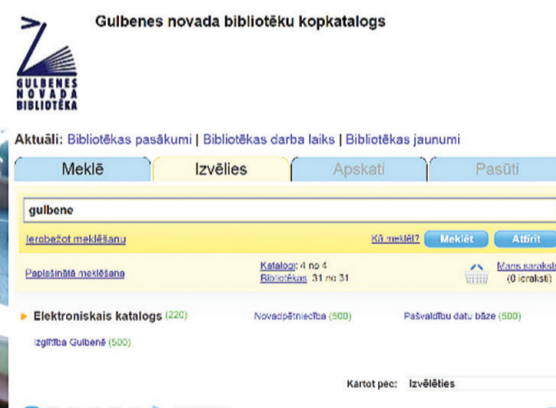 Gulbenes novada bibliotēku kopkatalogs
GULBENES
NOVADA
BIBLIOTĒKA
Aktuāli: Bibliotēkas pasākumi | Bibliotēkas darba laiks | Bibliotēkas jaunumi
Meklē Izvēlies Apskati Pasūti
gulbene
Ierobežot meklēšanu Kā meklēt? Meklēt Attīrīt
Paplašinātā meklēšana Katalogi: 4 no 4 Mans saraksts
Bibliotēkas: 31 no 31 (0 ieraksti)
Elektroniskais katalogs (220) Novadpētniecība (500) Pašvaldību datu bāze (500)
Izglītība Gulbenē (500)
Kārtot pēc: Izvēlēties